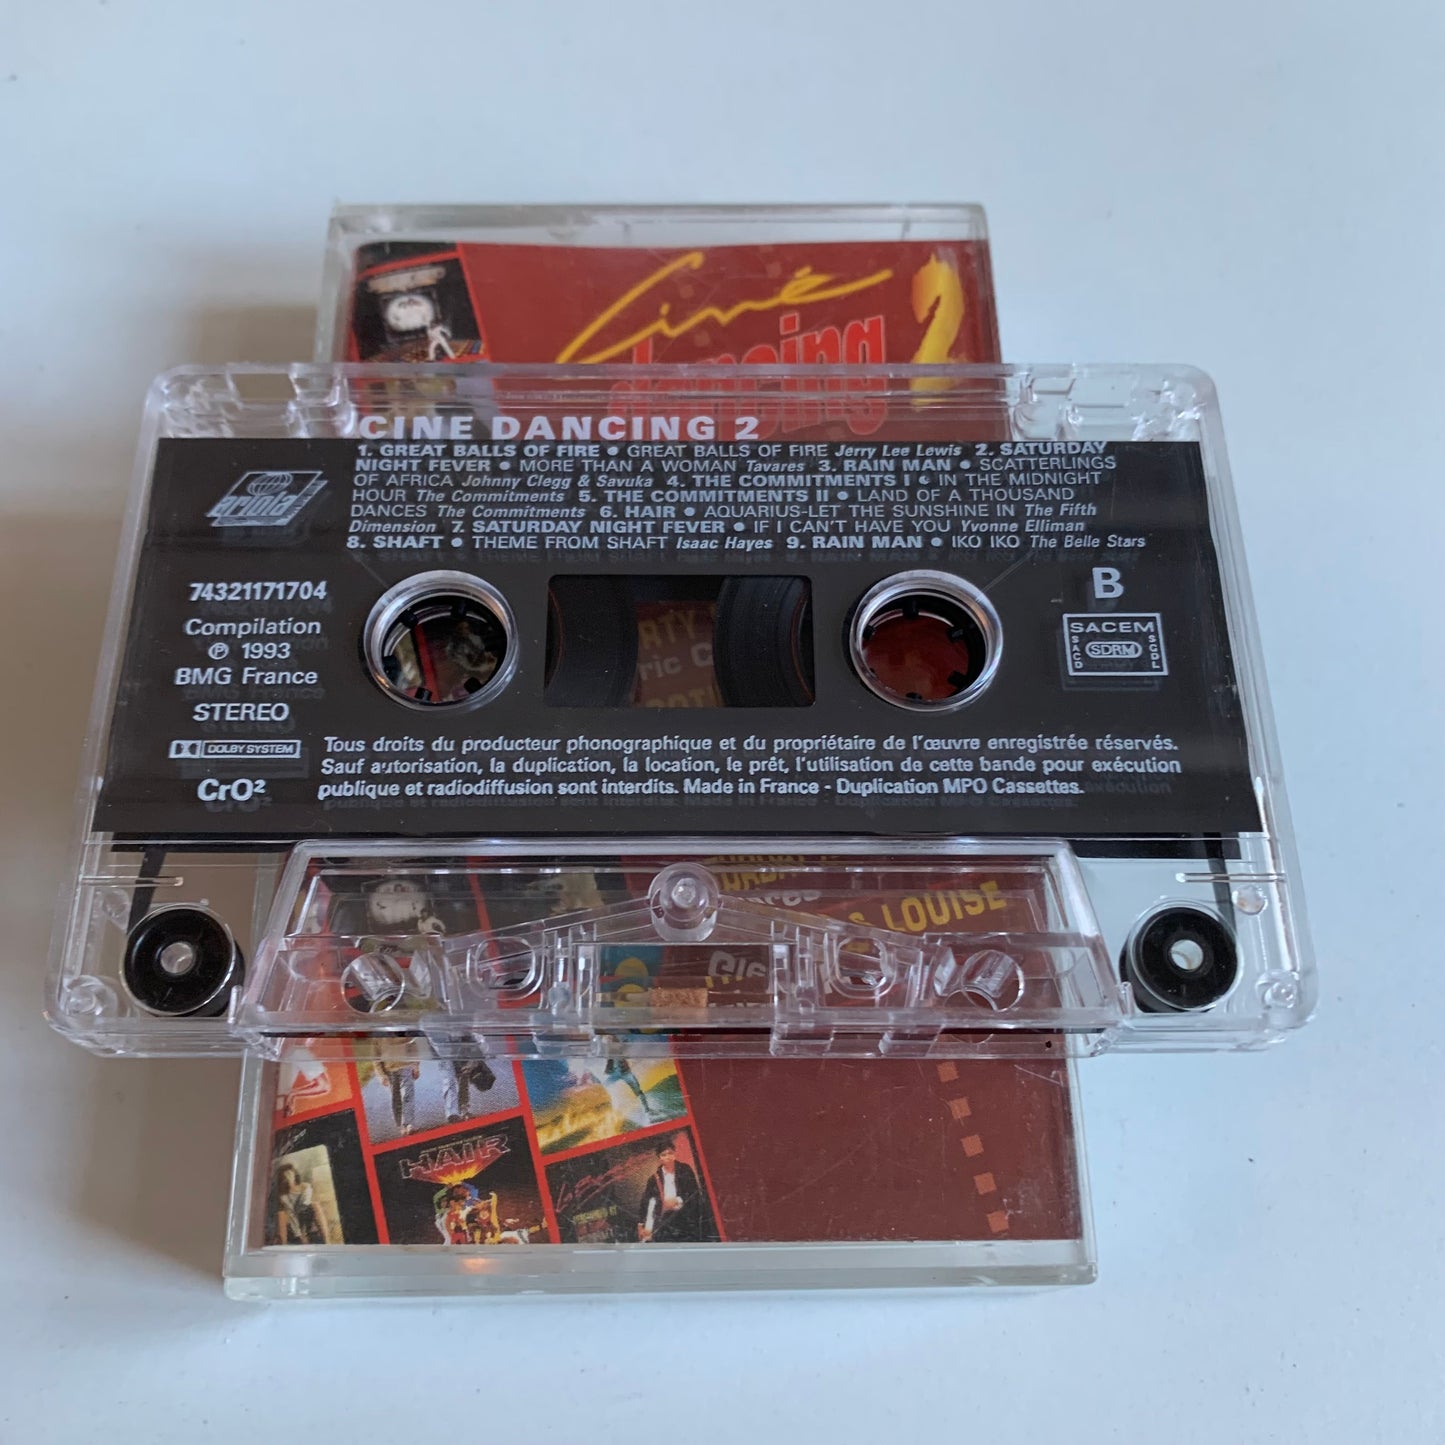 Ciné
dancing 2
CINE DANCING 2
1. GREAT BALLS OF FIRE • GREAT BALLS OF FIRE Jerry Lee Lewis 2. SATURDAY
NIGHT FEVER • MORE THAN A WOMAN Tavares 3. RAIN MAN • SCATTERLINGS
OF AFRICA Johnny Clegg & Savuka 4. THE COMMITMENTS I • IN THE MIDNIGHT
HOUR The Commitments 5. THE COMMITMENTS II • LAND OF A THOUSAND
DANCES The Commitments 6. HAIR • AQUARIUS-LET THE SUNSHINE IN The Fifth
Dimension 7. SATURDAY NIGHT FEVER • IF I CAN'T HAVE YOU Yvonne Elliman
8. SHAFT • THEME FROM SHAFT Isaac Hayes 9. RAIN MAN • IKO IKO The Belle Stars
ariola
74321171704
Compilation
℗ 1993
BMG France
STEREO
DOLBY SYSTEM
CrO²
B
SACEM
SACD
SDRM
SGDL
Tous droits du producteur phonographique et du propriétaire de l'œuvre enregistrée réservés.
Sauf autorisation, la duplication, la location, le prêt, l'utilisation de cette bande pour exécution
publique et radiodiffusion sont interdits. Made in France - Duplication MPO Cassettes.
LOUISE
HAIR